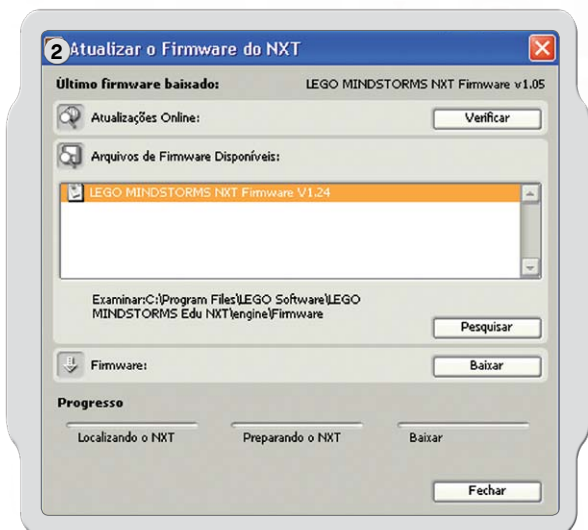 2 Atualizar o Firmware do NXT
Último firmware baixado: LEGO MINDSTORMS NXT Firmware v1.05
Atualizações Online: Verificar
Arquivos de Firmware Disponíveis:
LEGO MINDSTORMS NXT Firmware V1.24
Examinar:C:\Program Files\LEGO Software\LEGO
MINDSTORMS Edu NXT\engine\Firmware
Pesquisar
Firmware: Baixar
Progresso
Localizando o NXT Preparando o NXT Baixar
Fechar